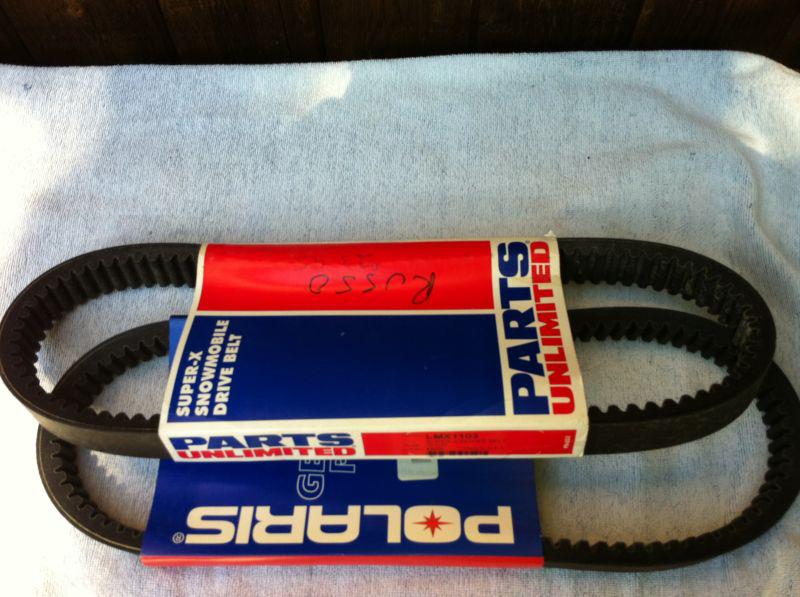 RUSSO
SUPER-X
SNOWMOBILE
DRIVE BELT
PARTS
UNLIMITED
PARTS
UNLIMITED
LMX1103
POLARIS®